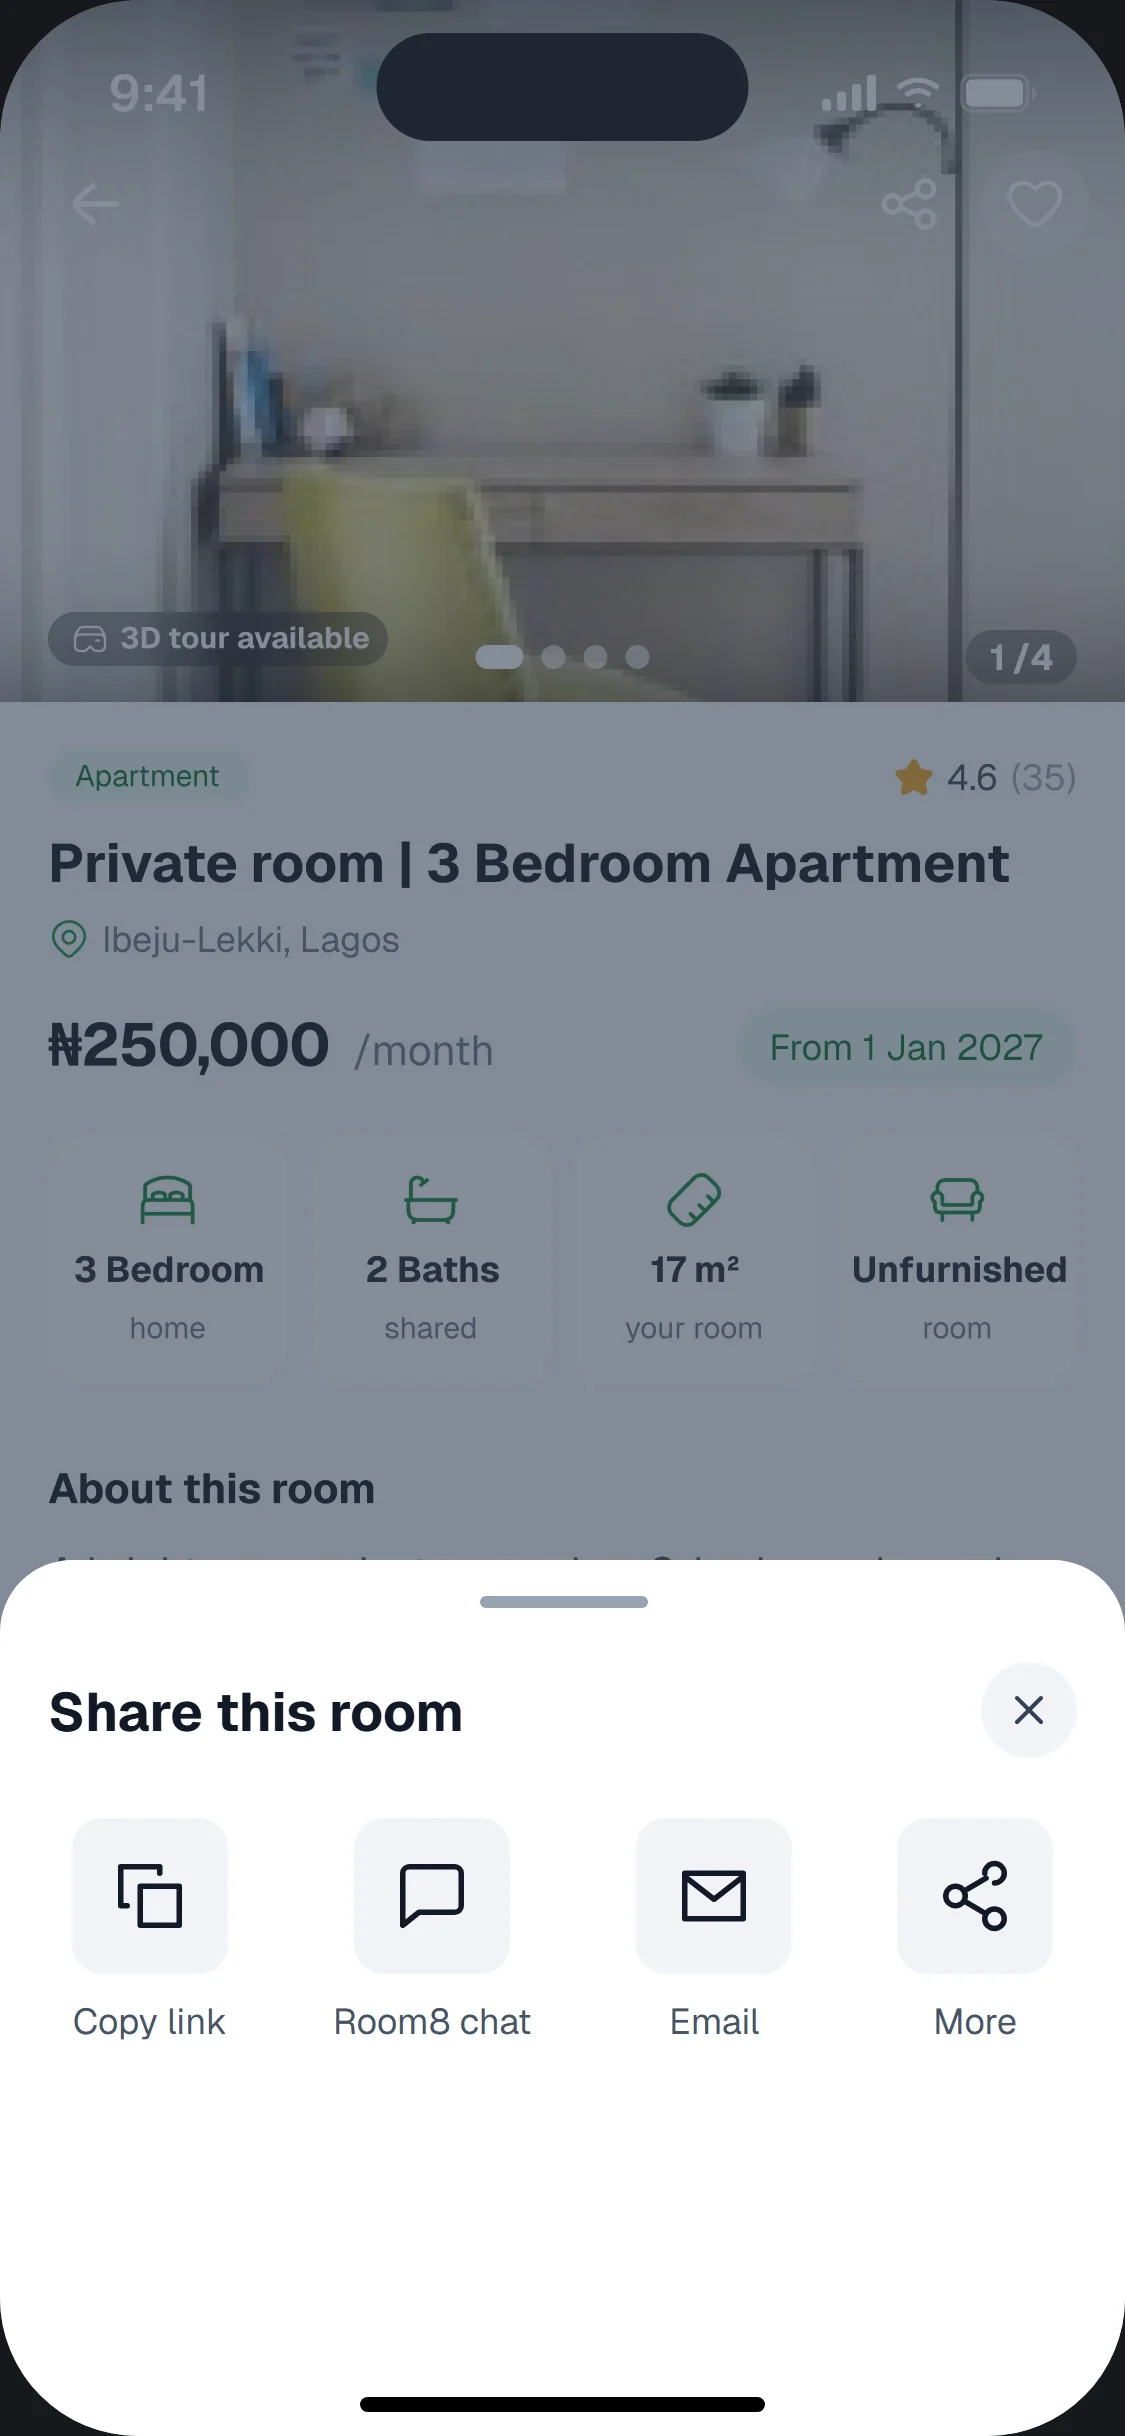 9:41
3D tour available
1 / 4
Apartment
4.6 (35)
Private room | 3 Bedroom Apartment
Ibeju-Lekki, Lagos
₦250,000 /month
From 1 Jan 2027
3 Bedroom
home
2 Baths
shared
17 m²
your room
Unfurnished
room
About this room
Share this room
Copy link
Room8 chat
Email
More